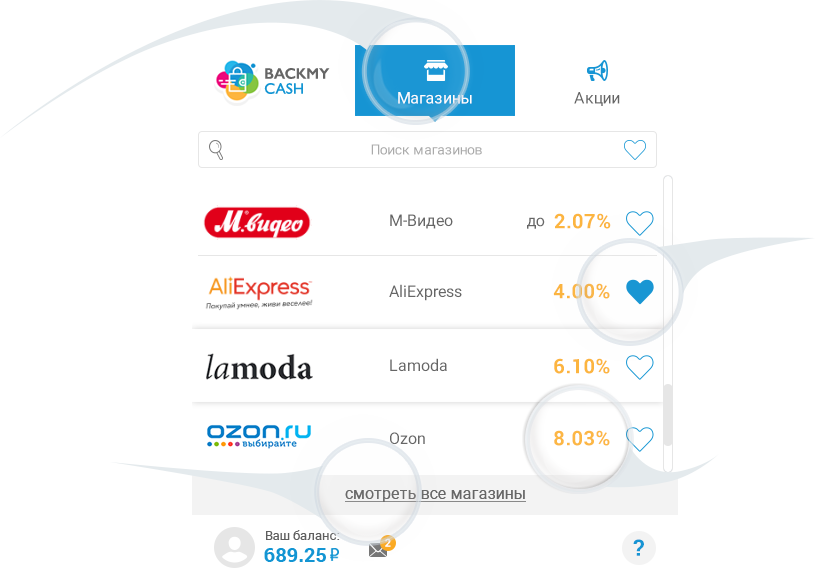 BACKMY
CASH
Магазины
Акции
Поиск магазинов
М.видео
М-Видео
до 2.07%
AliExpress
Покупай умнее, живи веселее!
AliExpress
4.00%
lamoda
Lamoda
6.10%
OZON.RU
выбирайте
Ozon
8.03%
смотреть все магазины
Ваш баланс:
689.25 ₽
2
?